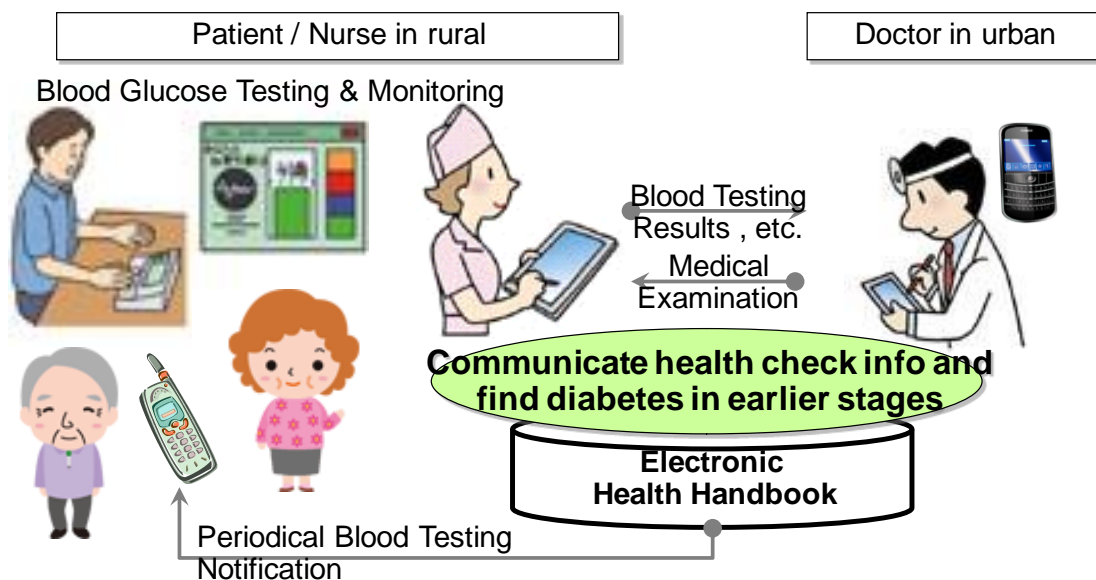 Patient / Nurse in rural
Doctor in urban
Blood Glucose Testing & Monitoring
Blood Testing
Results , etc.
Medical
Examination
Communicate health check info and
find diabetes in earlier stages
Electronic
Health Handbook
Periodical Blood Testing
Notification